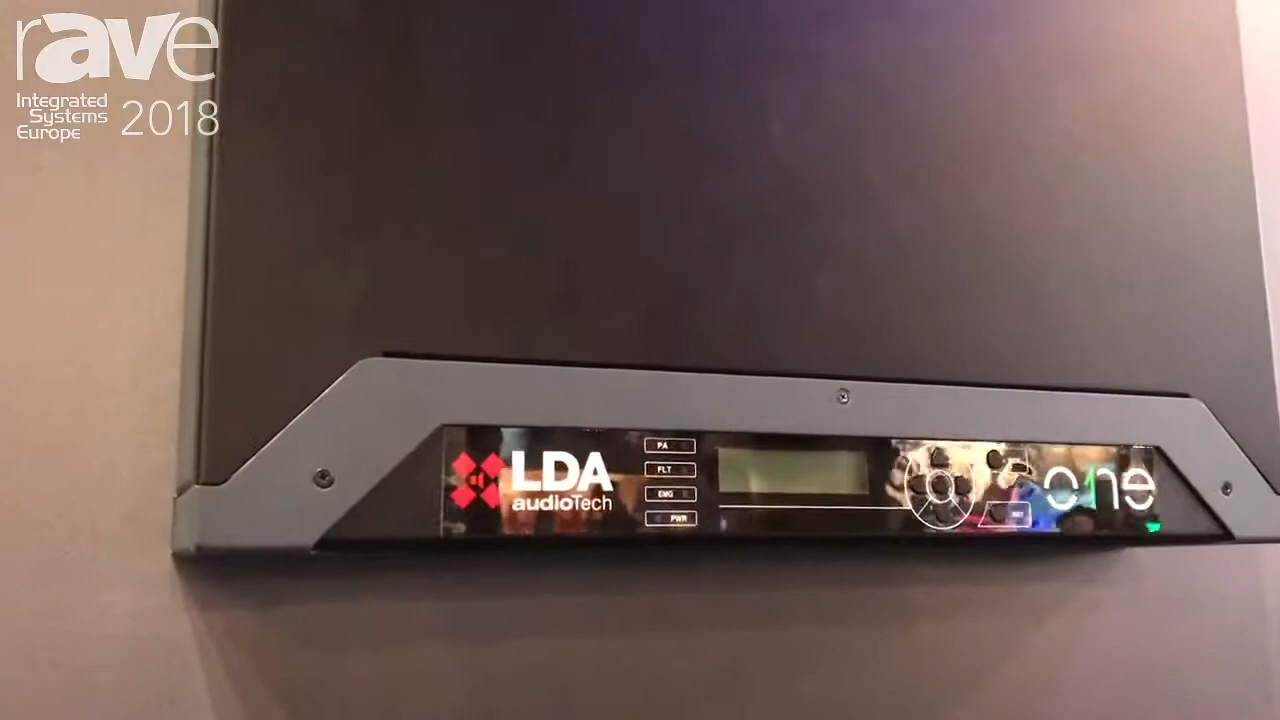 rAVe
Integrated
Systems
Europe 2018
LDA
audioTech
PA
FLT
EMG
PWR
one